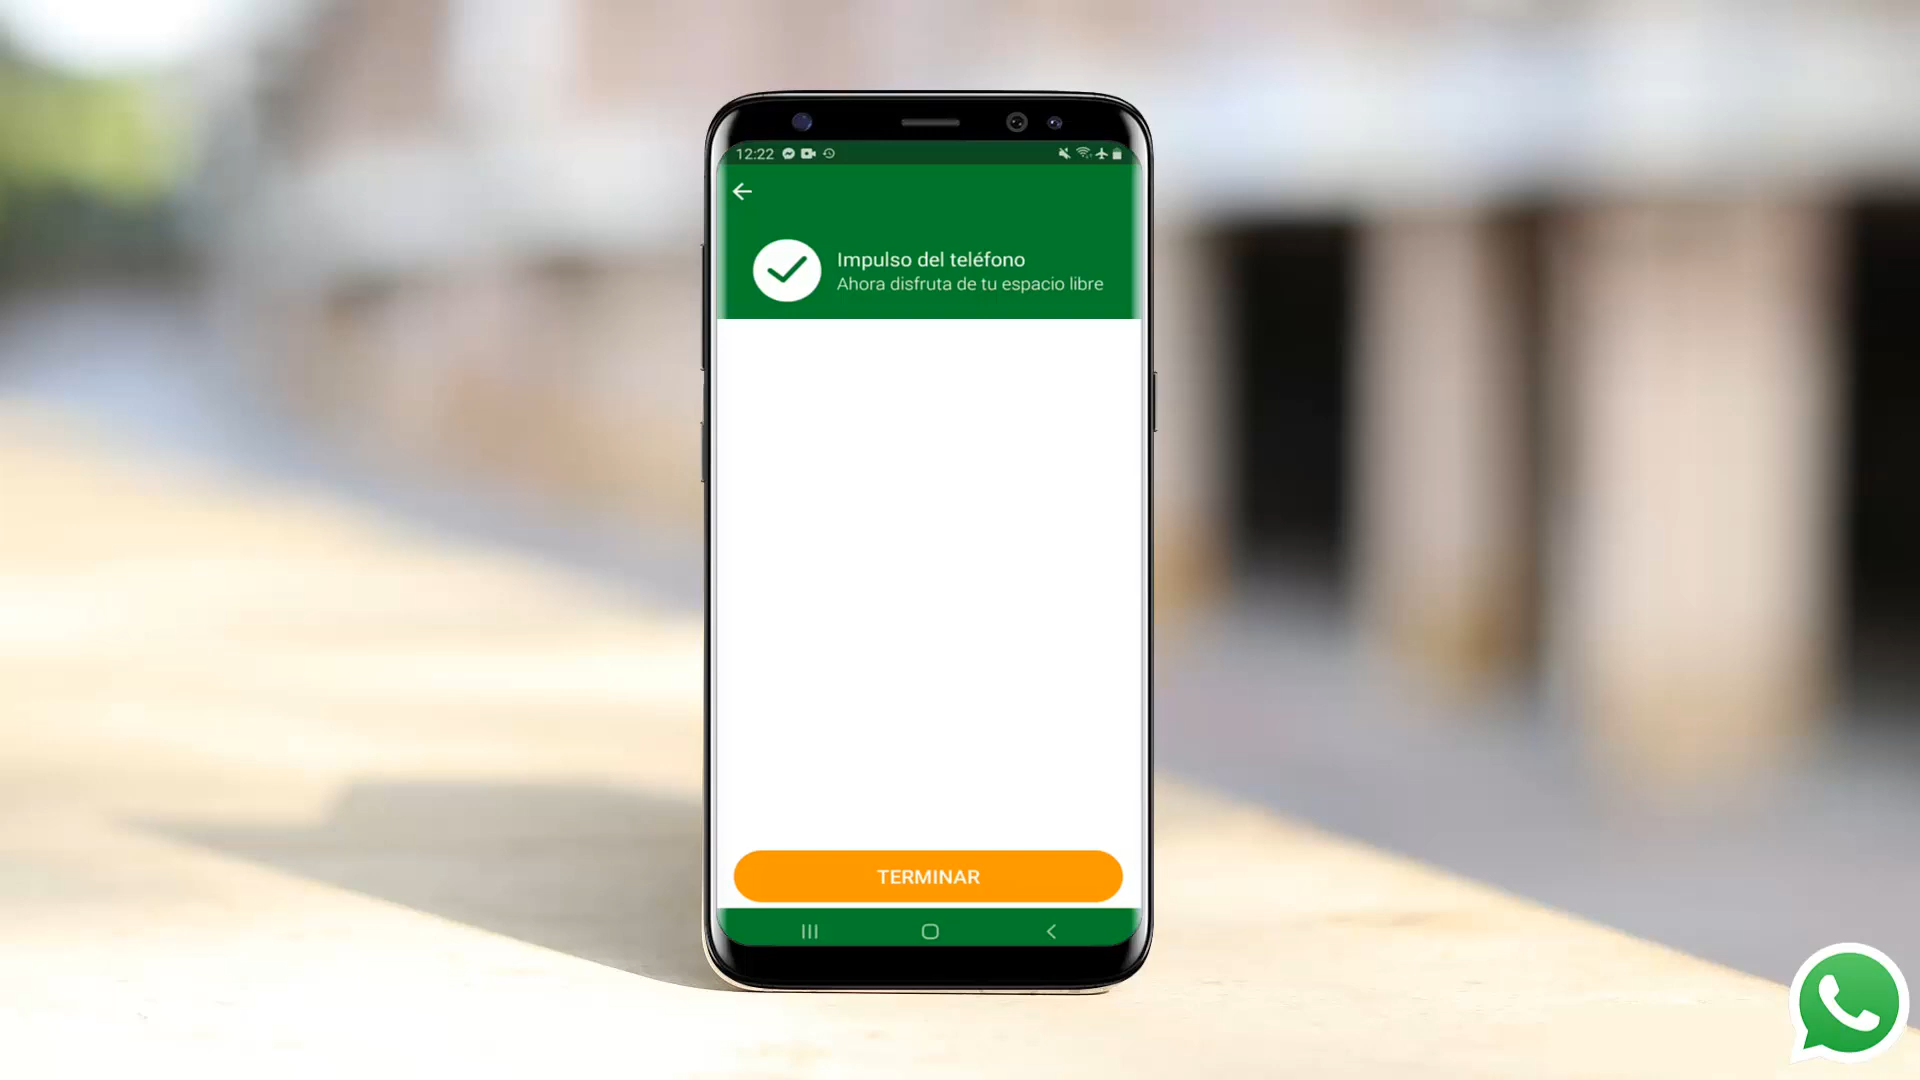 12:22
Impulso del teléfono
Ahora disfruta de tu espacio libre
TERMINAR